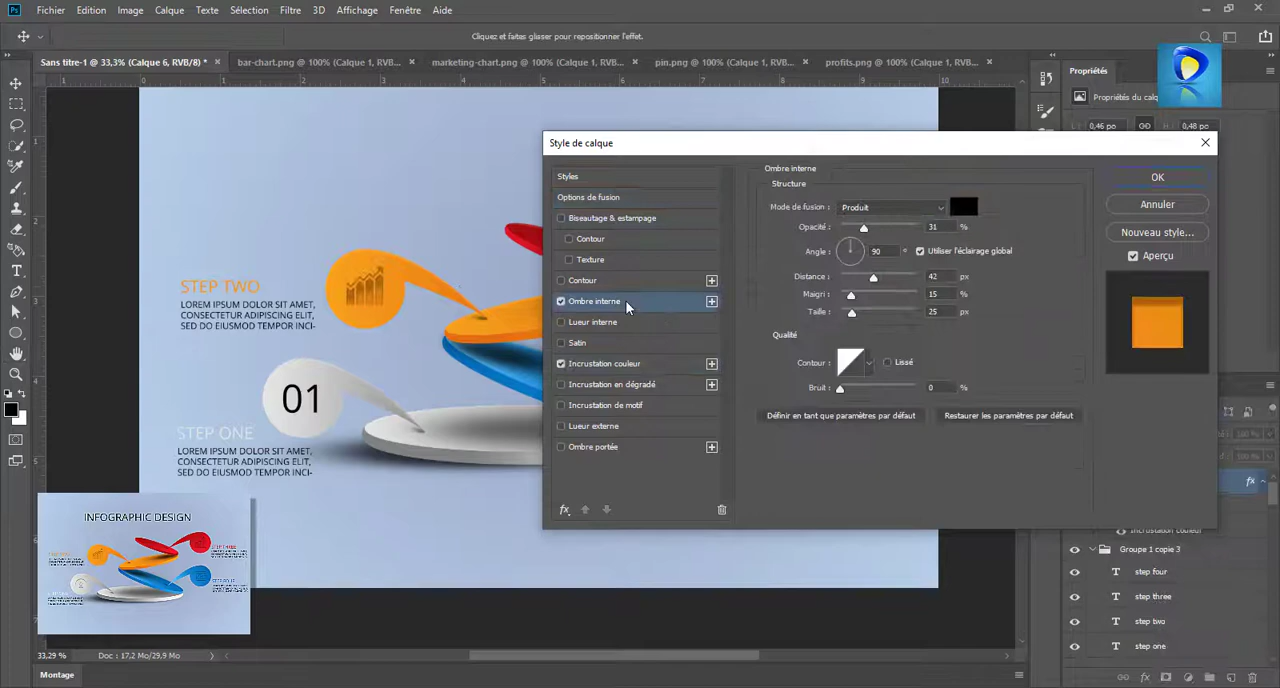 Fichier Edition Image Calque Texte Sélection Filtre 3D Affichage Fenêtre Aide
Cliquez et faites glisser pour repositionner l'effet.
Sans titre-1 @ 33,3% (Calque 6, RVB/8) * ×
bar-chart.png @ 100% (Calque 1, RVB/... ×
marketing-chart.png @ 100% (Calque 1, RVB/... ×
pin.png @ 100% (Calque 1, RVB/... ×
profits.png @ 100% (Calque 1, RVB/... ×
Propriétés
Propriétés du calq
0,46 po
0,48 po
STEP TWO
LOREM IPSUM DOLOR SIT AMET,
CONSECTETUR ADIPISCING ELIT,
SED DO EIUSMOD TEMPOR INCI-
01
STEP ONE
LOREM IPSUM DOLOR SIT AMET,
CONSECTETUR ADIPISCING ELIT,
SED DO EIUSMOD TEMPOR INCI-
INFOGRAPHIC DESIGN
Style de calque
Styles
Options de fusion
Biseautage & estampage
Contour
Texture
Contour
Ombre interne
Lueur interne
Satin
Incrustation couleur
Incrustation en dégradé
Incrustation de motif
Lueur externe
Ombre portée
Ombre interne
Structure
Mode de fusion : Produit
Opacité : 31 %
Angle : 90 ° Utiliser l'éclairage global
Distance : 42 px
Maigri : 15 %
Taille : 25 px
Qualité
Contour : Lissé
Bruit : 0 %
Définir en tant que paramètres par défaut
Restaurer les paramètres par défaut
OK
Annuler
Nouveau style...
Aperçu
Incrustation couleur
Groupe 1 copie 3
step four
step three
step two
step one
33,29 %
Doc : 17,2 Mo/29,9 Mo
Montage